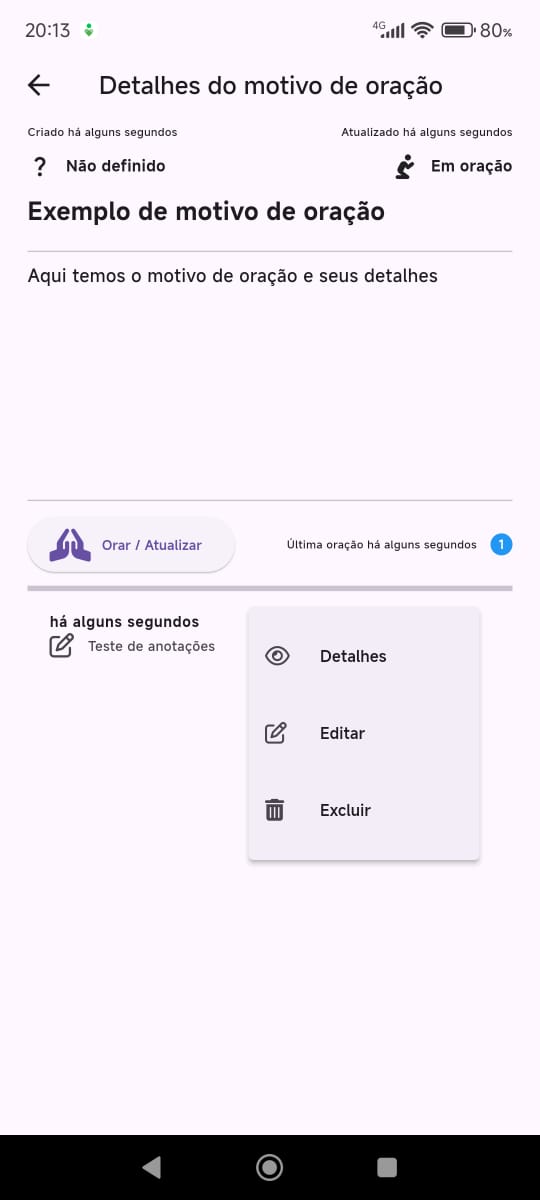 20:13
4G
80%
Detalhes do motivo de oração
Criado há alguns segundos
Atualizado há alguns segundos
? Não definido
Em oração
Exemplo de motivo de oração
Aqui temos o motivo de oração e seus detalhes
Orar / Atualizar
Última oração há alguns segundos
1
há alguns segundos
Teste de anotações
Detalhes
Editar
Excluir